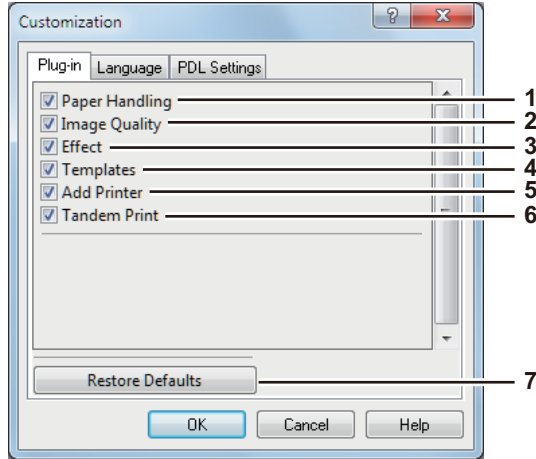 Customization
Plug-in Language PDL Settings
Paper Handling 1
Image Quality 2
Effect 3
Templates 4
Add Printer 5
Tandem Print 6
Restore Defaults 7
OK Cancel Help